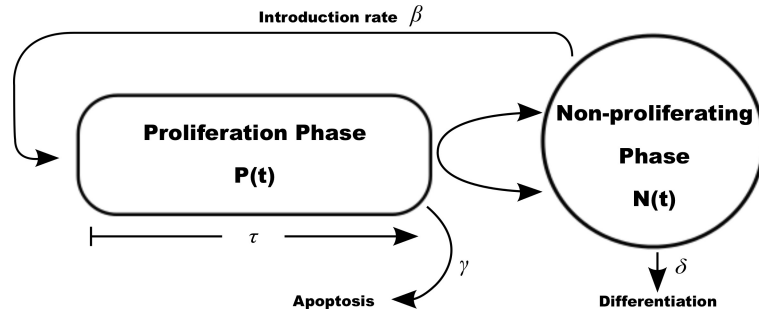 Introduction rate β
Proliferation Phase
P(t)
Non-proliferating
Phase
N(t)
τ
γ
δ
Apoptosis
Differentiation